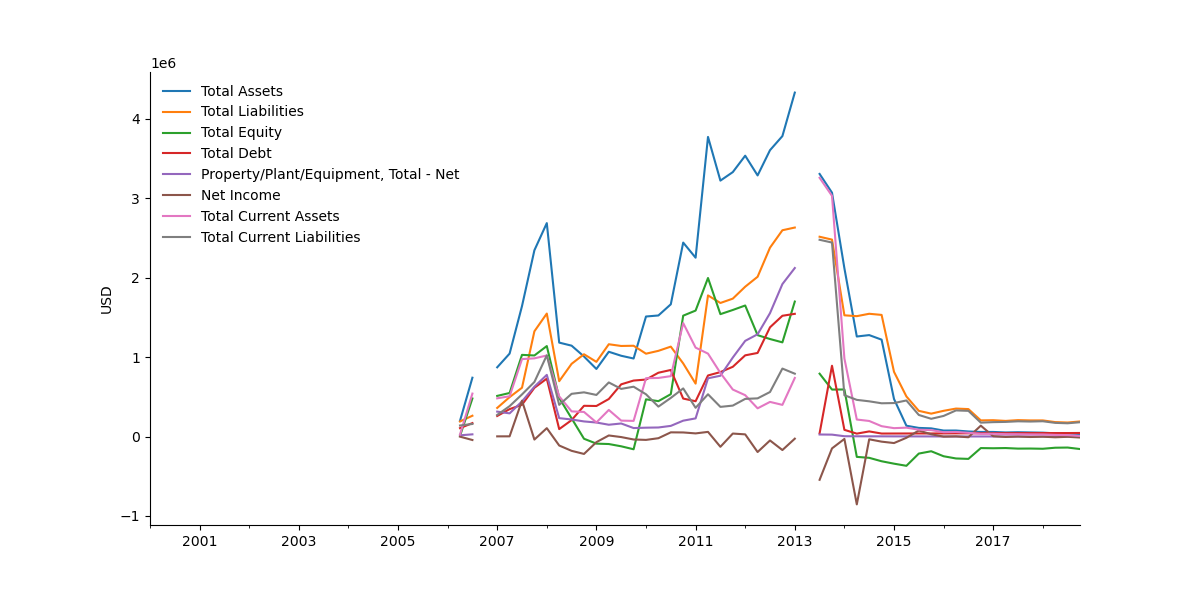 1e6
Total Assets
Total Liabilities
Total Equity
Total Debt
Property/Plant/Equipment, Total - Net
Net Income
Total Current Assets
Total Current Liabilities
USD
4
3
2
1
0
−1
2001 2003 2005 2007 2009 2011 2013 2015 2017